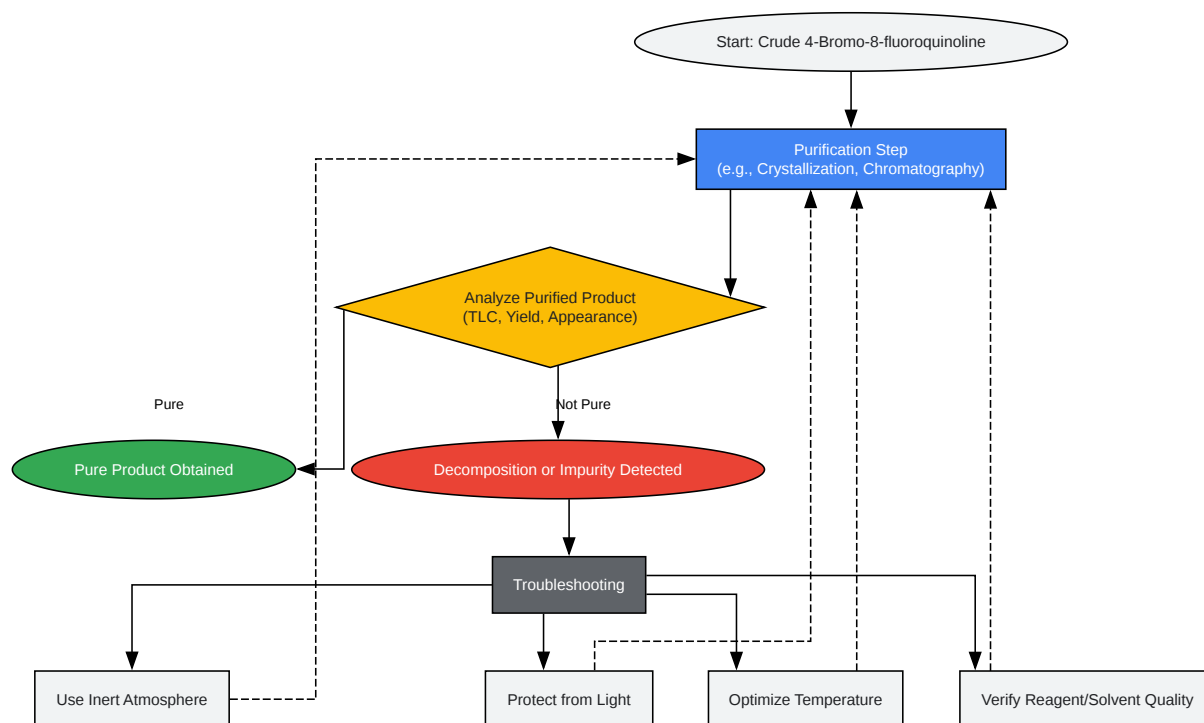 Start: Crude 4-Bromo-8-fluoroquinoline
Purification Step
(e.g., Crystallization, Chromatography)
Analyze Purified Product
(TLC, Yield, Appearance)
Pure
Not Pure
Pure Product Obtained
Decomposition or Impurity Detected
Troubleshooting
Use Inert Atmosphere
Protect from Light
Optimize Temperature
Verify Reagent/Solvent Quality